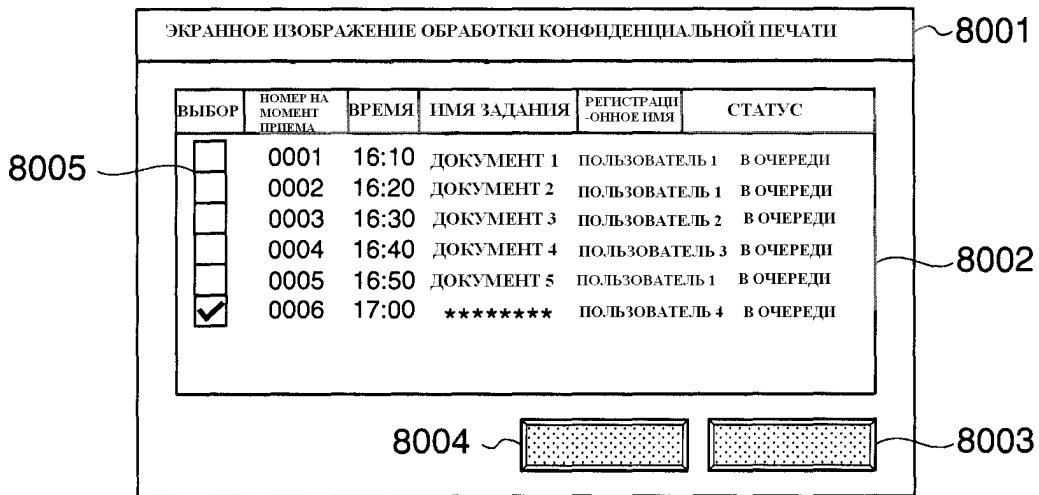 ЭКРАННОЕ ИЗОБРАЖЕНИЕ ОБРАБОТКИ КОНФИДЕНЦИАЛЬНОЙ ПЕЧАТИ 8001
ВЫБОР НОМЕР НА МОМЕНТ ПРИЕМА ВРЕМЯ ИМЯ ЗАДАНИЯ РЕГИСТРАЦИ -ОННОЕ ИМЯ СТАТУС
8005 0001 16:10 ДОКУМЕНТ 1 ПОЛЬЗОВАТЕЛЬ 1 В ОЧЕРЕДИ
0002 16:20 ДОКУМЕНТ 2 ПОЛЬЗОВАТЕЛЬ 1 В ОЧЕРЕДИ
0003 16:30 ДОКУМЕНТ 3 ПОЛЬЗОВАТЕЛЬ 2 В ОЧЕРЕДИ
0004 16:40 ДОКУМЕНТ 4 ПОЛЬЗОВАТЕЛЬ 3 В ОЧЕРЕДИ 8002
0005 16:50 ДОКУМЕНТ 5 ПОЛЬЗОВАТЕЛЬ 1 В ОЧЕРЕДИ
0006 17:00 ******** ПОЛЬЗОВАТЕЛЬ 4 В ОЧЕРЕДИ
8004 8003